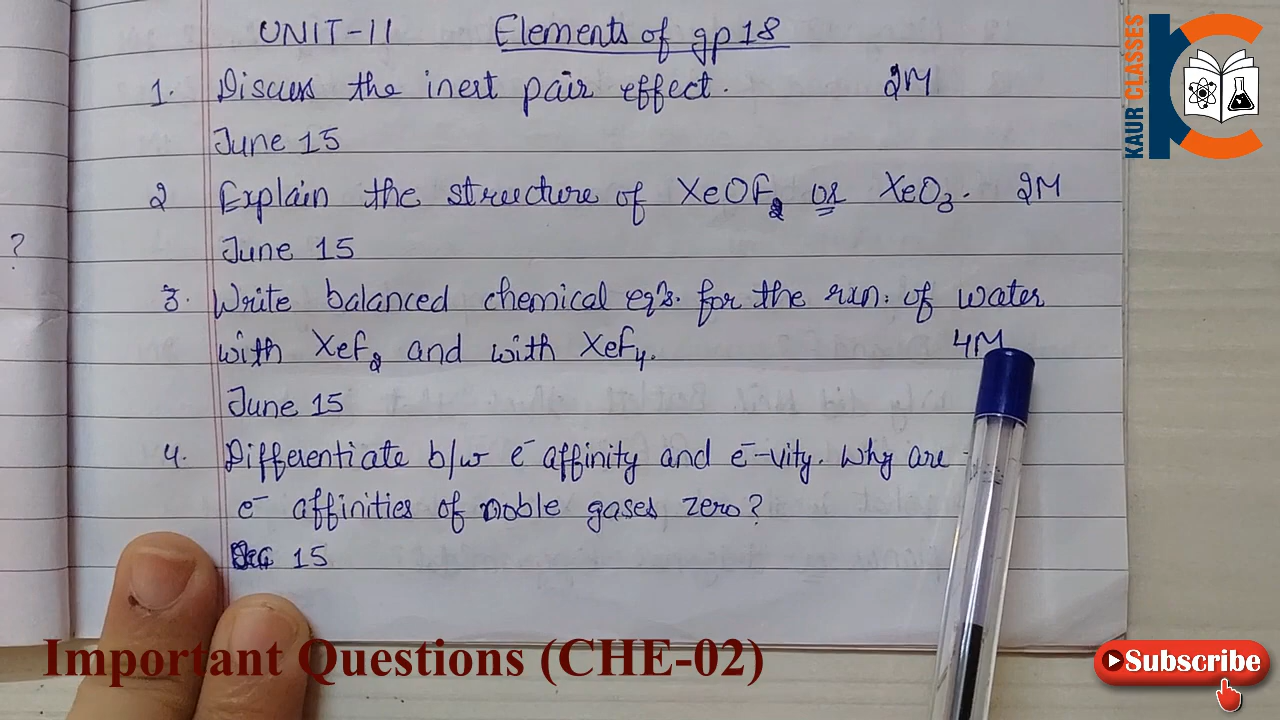 UNIT-11 Elements of gp 18
1. Discuss the inert pair effect. 2M
June 15
2 Explain the structure of XeOF₂ or XeO₃. 2M
June 15
?
3. Write balanced chemical eqⁿs. for the rxn. of water
with XeF₂ and with XeF₄. 4M
June 15
4. Differentiate b/w e⁻ affinity and e⁻-vity. Why are
e⁻ affinities of noble gases zero?
Dec 15
Important Questions (CHE-02)
KAUR CLASSES
Subscribe